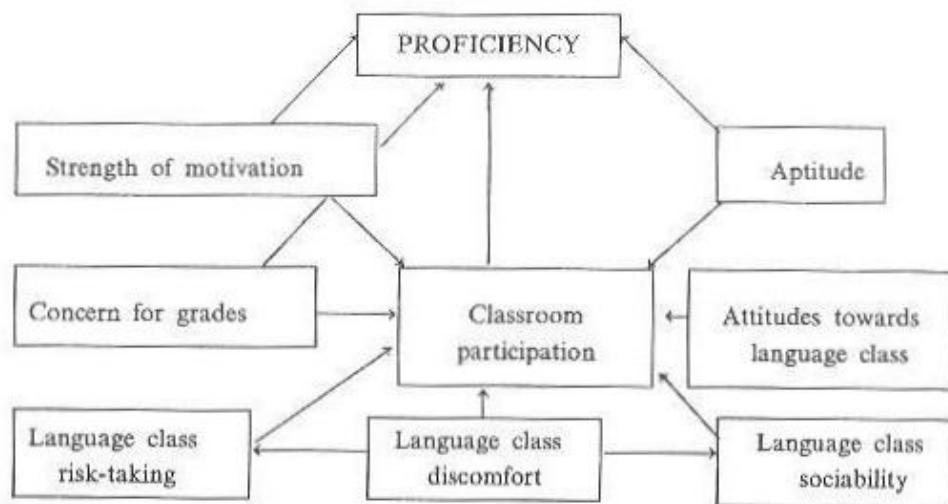 PROFICIENCY
Strength of motivation
Aptitude
Concern for grades
Classroom
participation
Attitudes towards
language class
Language class
risk-taking
Language class
discomfort
Language class
sociability